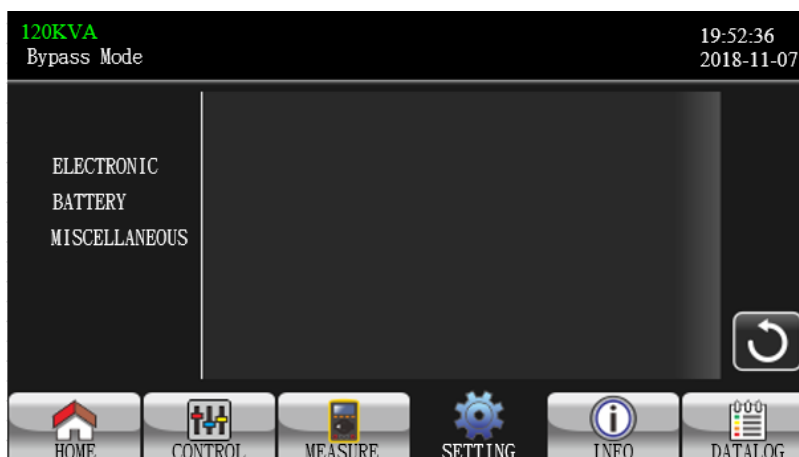 120KVA
Bypass Mode
19:52:36
2018-11-07
ELECTRONIC
BATTERY
MISCELLANEOUS
HOME
CONTROL
MEASURE
SETTING
INFO
DATALOG